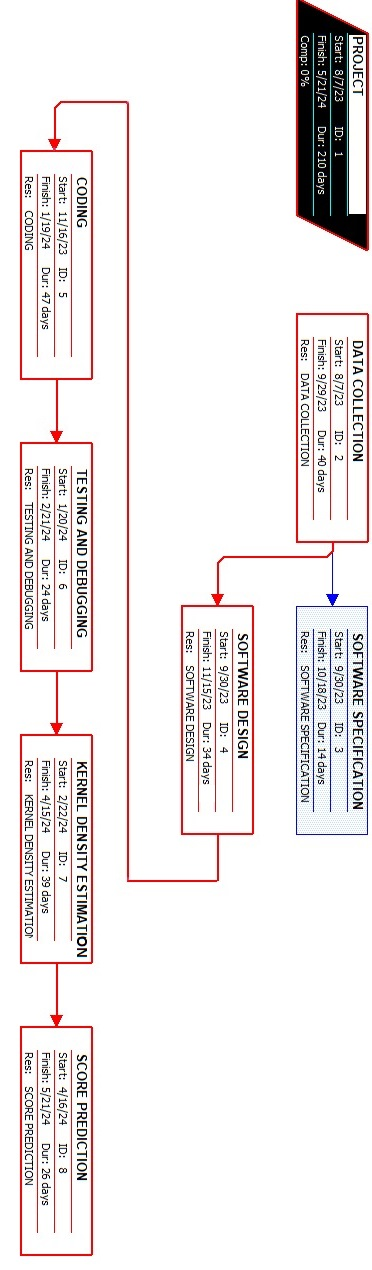 PROJECT
Start: 8/7/23 ID: 1
Finish: 5/21/24 Dur: 210 days
Comp: 0%
DATA COLLECTION
Start: 8/7/23 ID: 2
Finish: 9/29/23 Dur: 40 days
Res: DATA COLLECTION
SOFTWARE SPECIFICATION
Start: 9/30/23 ID: 3
Finish: 10/18/23 Dur: 14 days
Res: SOFTWARE SPECIFICATION
SOFTWARE DESIGN
Start: 9/30/23 ID: 4
Finish: 11/15/23 Dur: 34 days
Res: SOFTWARE DESIGN
CODING
Start: 11/16/23 ID: 5
Finish: 1/19/24 Dur: 47 days
Res: CODING
TESTING AND DEBUGGING
Start: 1/20/24 ID: 6
Finish: 2/21/24 Dur: 24 days
Res: TESTING AND DEBUGGING
KERNEL DENSITY ESTIMATION
Start: 2/22/24 ID: 7
Finish: 4/15/24 Dur: 39 days
Res: KERNEL DENSITY ESTIMATION
SCORE PREDICTION
Start: 4/16/24 ID: 8
Finish: 5/21/24 Dur: 26 days
Res: SCORE PREDICTION